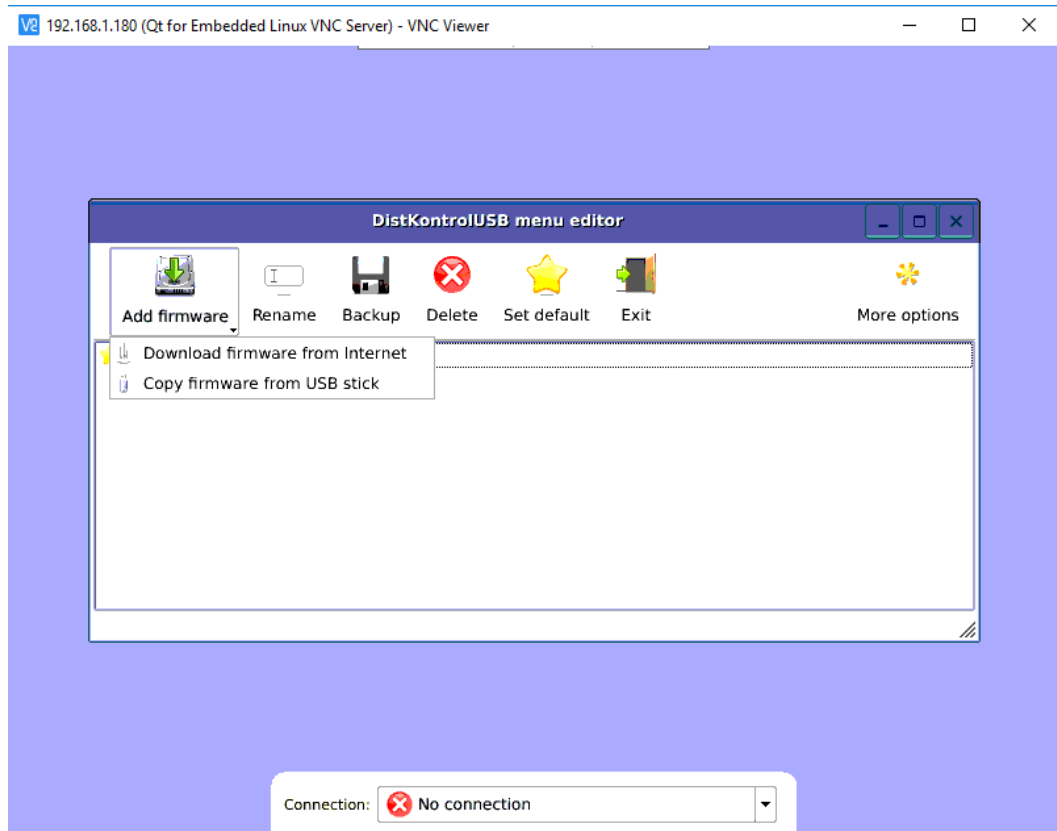 192.168.1.180 (Qt for Embedded Linux VNC Server) - VNC Viewer
DistKontrolUSB menu editor
Add firmware Rename Backup Delete Set default Exit More options
Download firmware from Internet
Copy firmware from USB stick
Connection: No connection